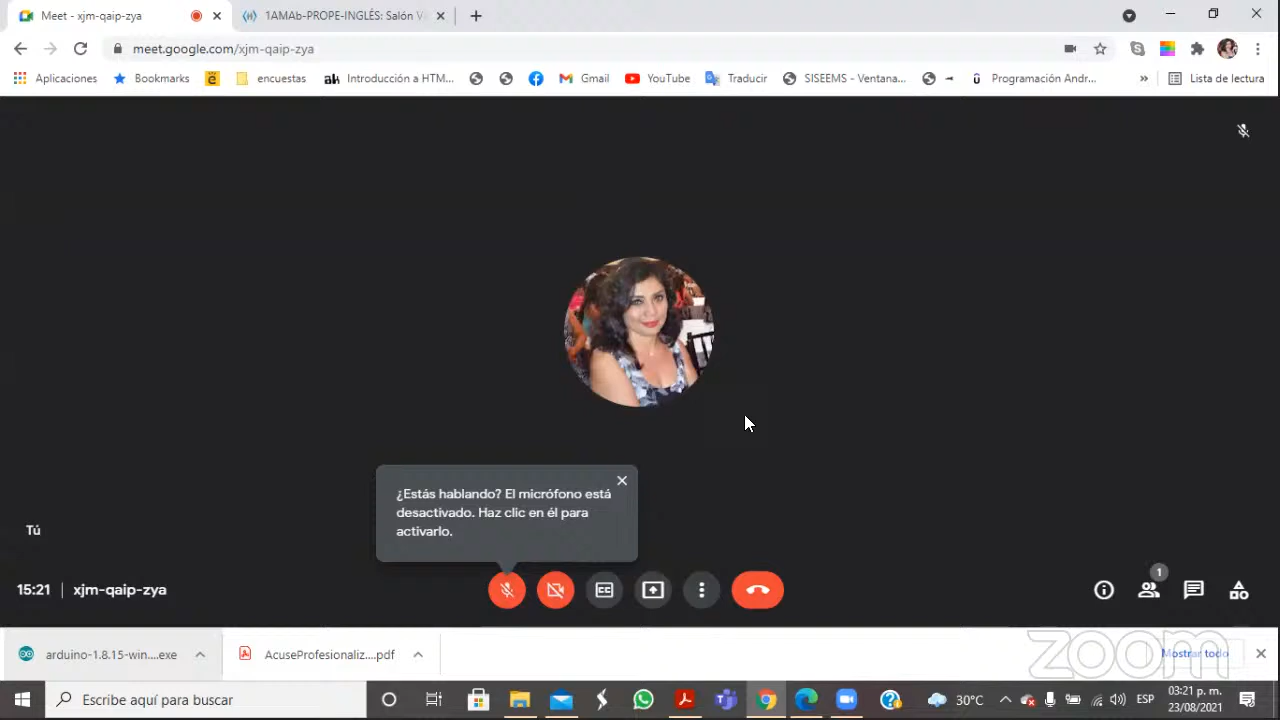 Meet - xjm-qaip-zya
1AMAb-PROPE-INGLÉS: Salón V
meet.google.com/xjm-qaip-zya
Aplicaciones
Bookmarks
encuestas
ah
Introducción a HTM...
Gmail
YouTube
Traducir
SISEEMS - Ventana...
Programación Andr...
»
Lista de lectura
¿Estás hablando? El micrófono está
desactivado. Haz clic en él para
activarlo.
Tú
15:21 | xjm-qaip-zya
CC
1
arduino-1.8.15-win....exe
AcuseProfesionaliz....pdf
Mostrar todo
zoom
Escribe aquí para buscar
30°C
ESP
03:21 p. m.
23/08/2021